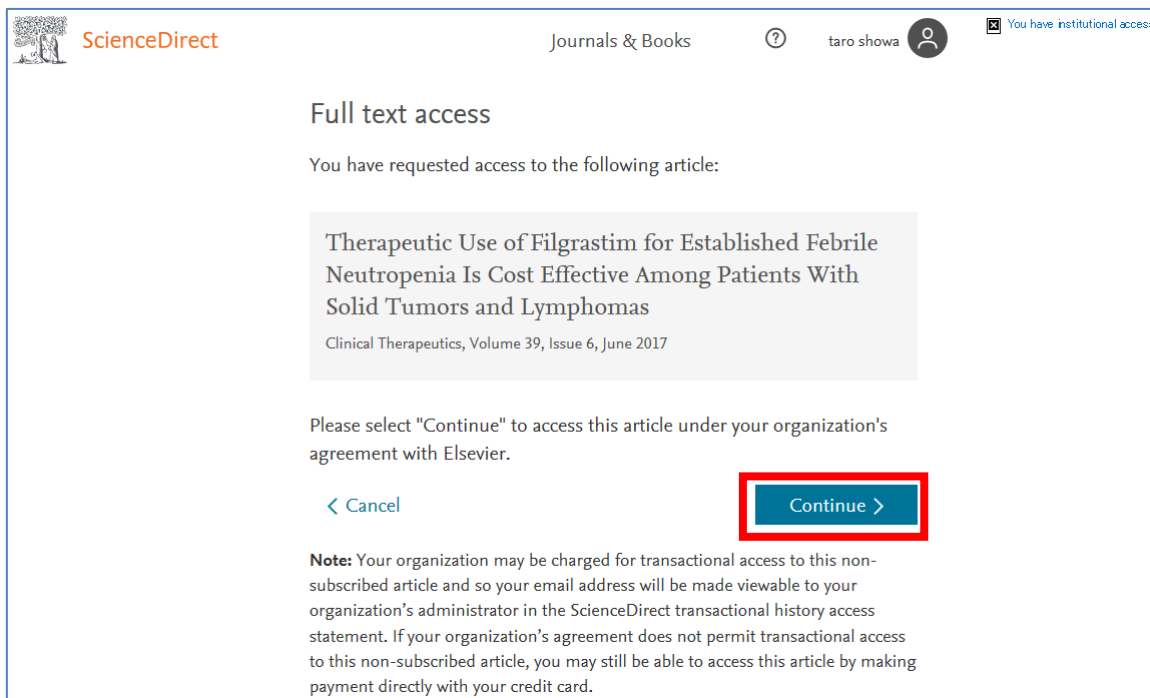 ScienceDirect
Journals & Books
?
taro showa
You have institutional access
Full text access
You have requested access to the following article:
Therapeutic Use of Filgrastim for Established Febrile
Neutropenia Is Cost Effective Among Patients With
Solid Tumors and Lymphomas
Clinical Therapeutics, Volume 39, Issue 6, June 2017
Please select "Continue" to access this article under your organization's
agreement with Elsevier.
Cancel
Continue
Note: Your organization may be charged for transactional access to this non-
subscribed article and so your email address will be made viewable to your
organization's administrator in the ScienceDirect transactional history access
statement. If your organization's agreement does not permit transactional access
to this non-subscribed article, you may still be able to access this article by making
payment directly with your credit card.